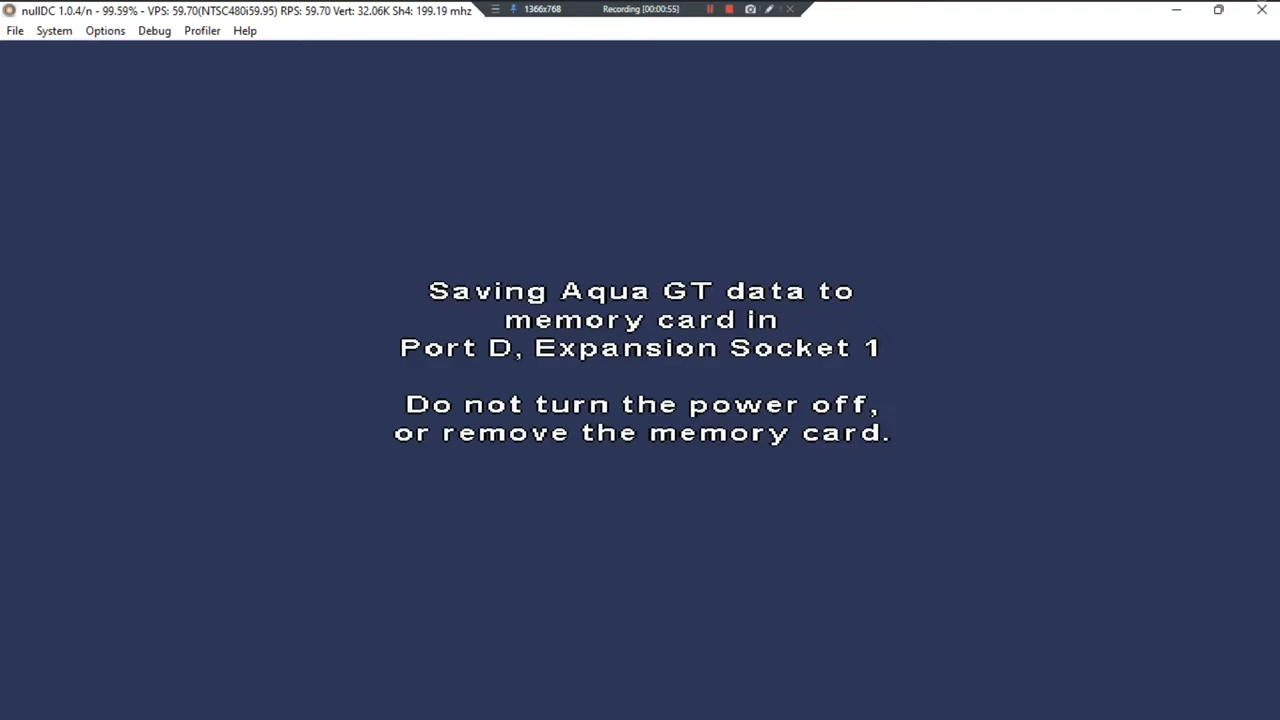 nullDC 1.0.4/n - 99.59% - VPS: 59.70(NTSC480i59.95) RPS: 59.70 Vert: 32.06K Sh4: 199.19 mhz
1366x768
Recording [00:00:55]
File System Options Debug Profiler Help
Saving Aqua GT data to
memory card in
Port D, Expansion Socket 1
Do not turn the power off,
or remove the memory card.